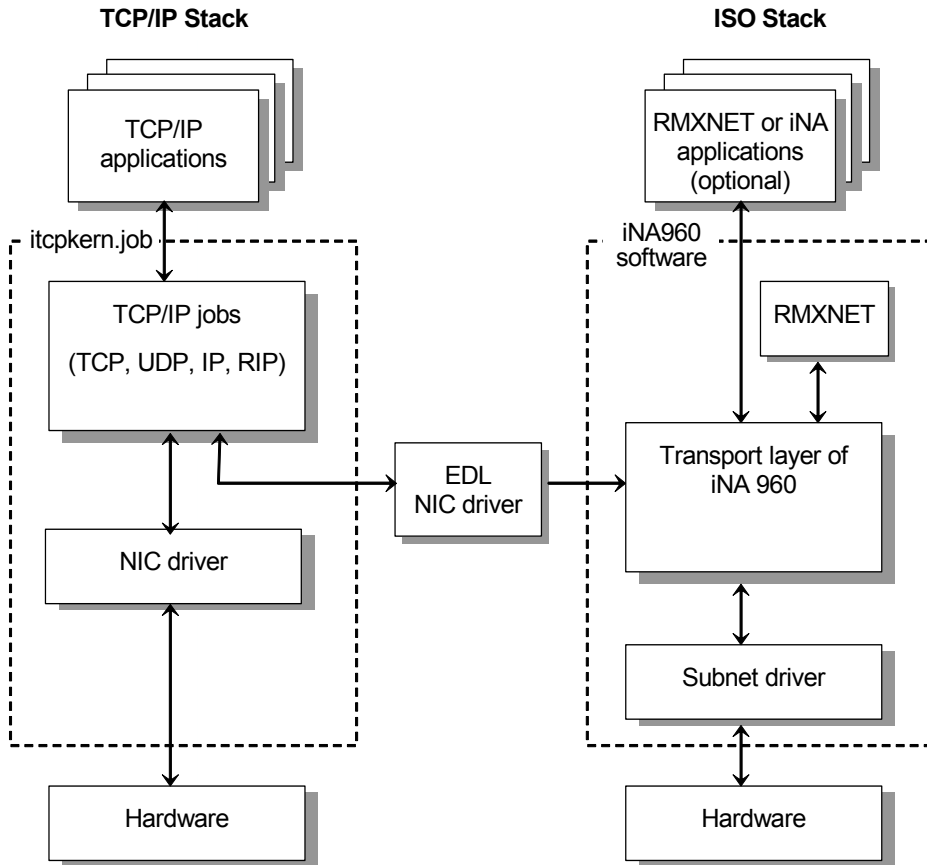 TCP/IP Stack
ISO Stack
TCP/IP
applications
RMXNET or iNA
applications
(optional)
itcpkern.job
iNA960
software
TCP/IP jobs
(TCP, UDP, IP, RIP)
RMXNET
EDL
NIC driver
Transport layer of
iNA 960
NIC driver
Subnet driver
Hardware
Hardware